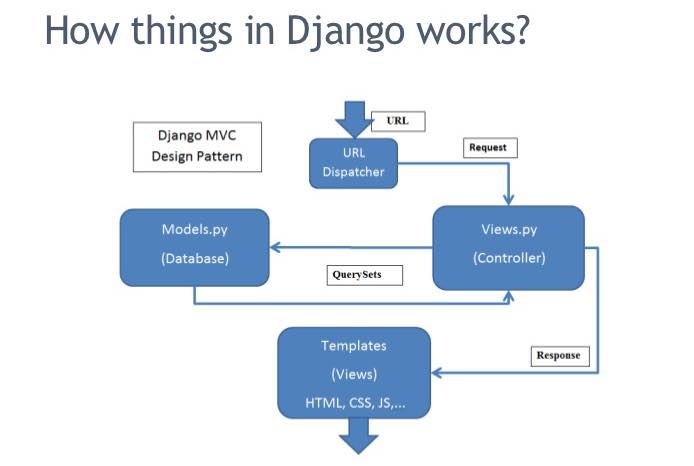 How things in Django works?
Django MVC
Design Pattern
URL
URL
Dispatcher
Request
Models.py
(Database)
Views.py
(Controller)
QuerySets
Templates
(Views)
HTML, CSS, JS,...
Response